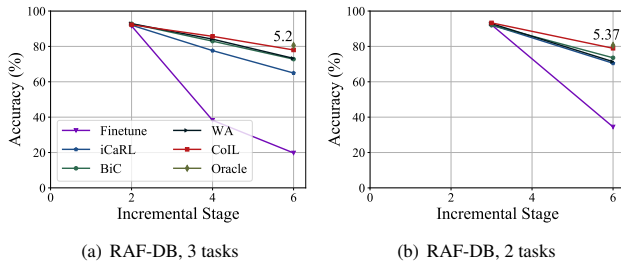 100
80
60
40
20
0
0
2
4
6
Accuracy (%)
Incremental Stage
5.2
Finetune
iCaRL
BiC
WA
CoIL
Oracle
(a) RAF-DB, 3 tasks
100
80
60
40
20
0
0
2
4
6
Accuracy (%)
Incremental Stage
5.37
(b) RAF-DB, 2 tasks